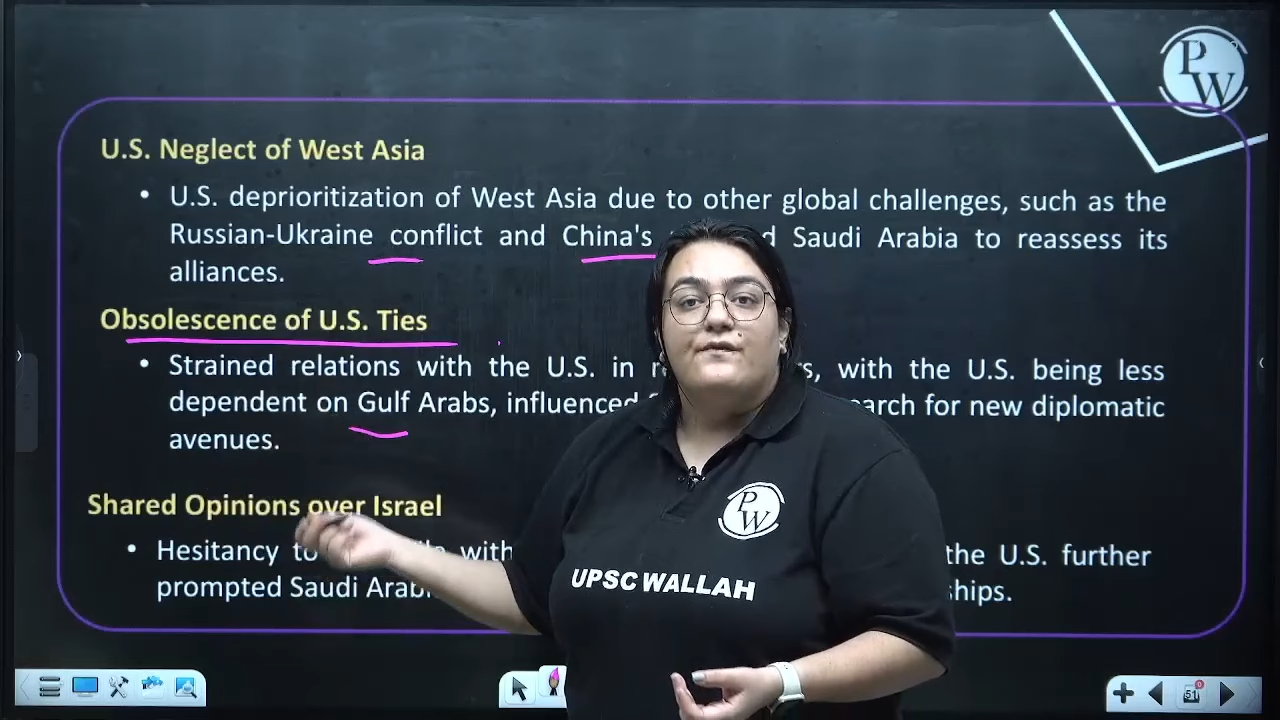 PW
U.S. Neglect of West Asia
• U.S. deprioritization of West Asia due to other global challenges, such as the
Russian-Ukraine conflict and China's Saudi Arabia to reassess its
alliances.
Obsolescence of U.S. Ties
• Strained relations with the U.S. in with the U.S. being less
dependent on Gulf Arabs, influenced for new diplomatic
avenues.
Shared Opinions over Israel
• Hesitancy with the U.S. further
prompted Saudi
PW
UPSC WALLAH
51